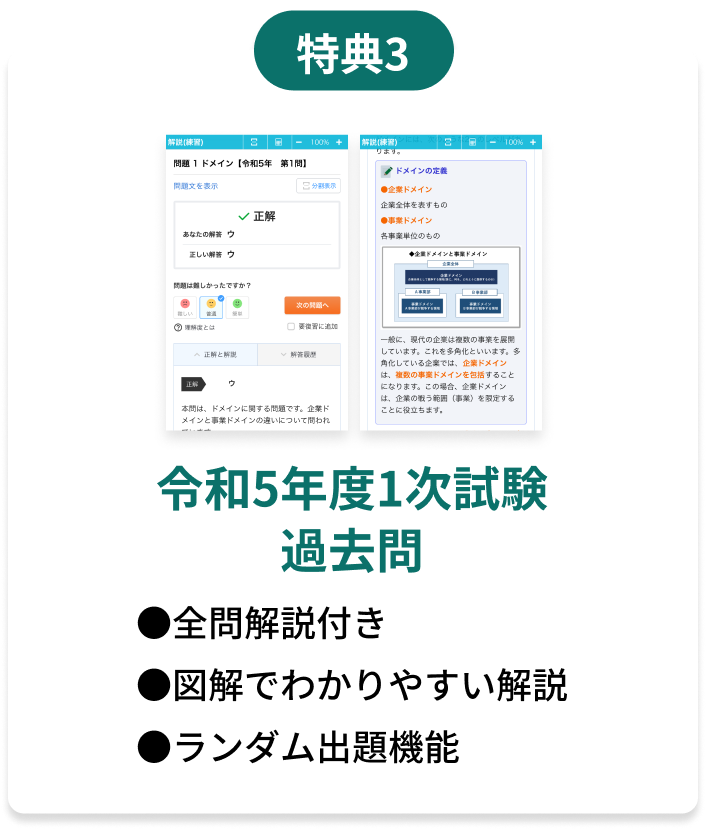 特典3
解説(練習)
100%
問題 1 ドメイン【令和5年 第1問】
問題文を表示
分割表示
正解
あなたの解答 ウ
正しい解答 ウ
問題は難しかったですか？
難しい 普通 簡単
次の問題へ
理解度とは
要復習に追加
正解と解説
解答履歴
正解
ウ
本問は、ドメインに関する問題です。企業ド
メインと事業ドメインの違いについて問われ
解説(練習)
100%
ります。
ドメインの定義
●企業ドメイン
企業全体を表すもの
●事業ドメイン
各事業単位のもの
◆企業ドメインと事業ドメイン
企業全体
企業ドメイン
A事業部
B事業部
事業ドメイン
事業ドメイン
一般に、現代の企業は複数の事業を展開
しています。これを多角化といいます。多
角化している企業では、企業ドメイン
は、複数の事業ドメインを包括すること
になります。この場合、企業ドメイン
は、企業の戦う範囲（事業）を限定する
ことに役立ちます。
令和5年度1次試験
過去問
●全問解説付き
●図解でわかりやすい解説
●ランダム出題機能